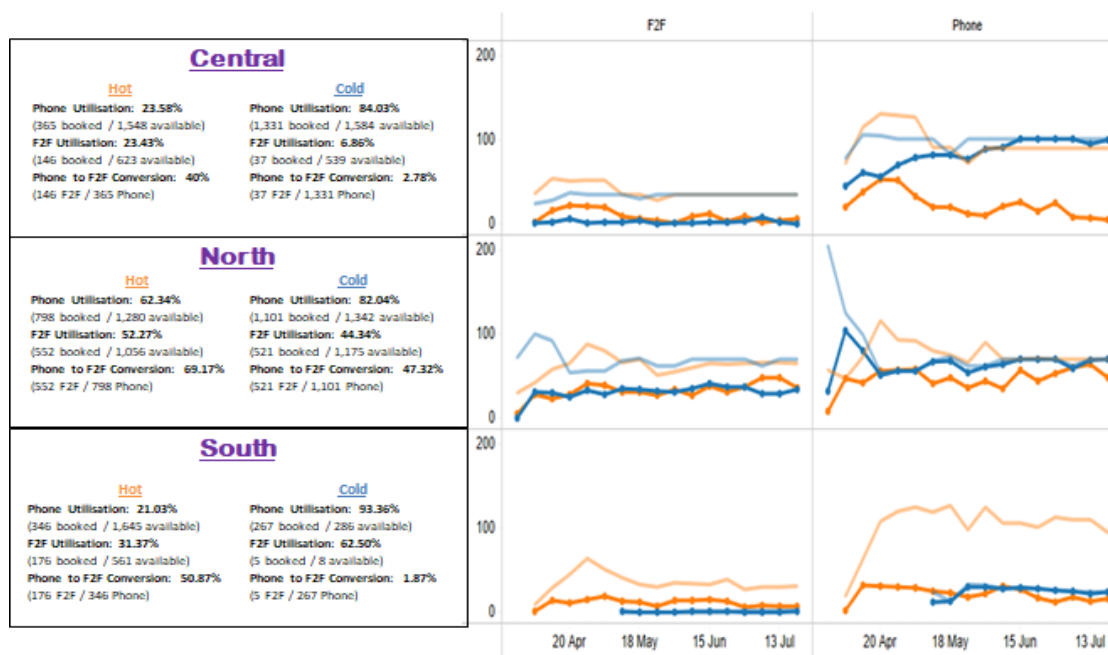 F2F Phone
Central
Hot Cold
Phone Utilisation: 23.58% Phone Utilisation: 84.03%
(365 booked / 1,548 available) (1,331 booked / 1,584 available)
F2F Utilisation: 23.43% F2F Utilisation: 6.86%
(146 booked / 623 available) (37 booked / 539 available)
Phone to F2F Conversion: 40% Phone to F2F Conversion: 2.78%
(146 F2F / 365 Phone) (37 F2F / 1,331 Phone)
200
100
0
North
Hot Cold
Phone Utilisation: 62.34% Phone Utilisation: 82.04%
(798 booked / 1,280 available) (1,101 booked / 1,342 available)
F2F Utilisation: 52.27% F2F Utilisation: 44.34%
(552 booked / 1,056 available) (521 booked / 1,175 available)
Phone to F2F Conversion: 69.17% Phone to F2F Conversion: 47.32%
(552 F2F / 798 Phone) (521 F2F / 1,101 Phone)
200
100
0
South
Hot Cold
Phone Utilisation: 21.03% Phone Utilisation: 93.36%
(346 booked / 1,645 available) (267 booked / 286 available)
F2F Utilisation: 31.37% F2F Utilisation: 62.50%
(176 booked / 561 available) (5 booked / 8 available)
Phone to F2F Conversion: 50.87% Phone to F2F Conversion: 1.87%
(176 F2F / 346 Phone) (5 F2F / 267 Phone)
200
100
0
20 Apr 18 May 15 Jun 13 Jul 20 Apr 18 May 15 Jun 13 Jul